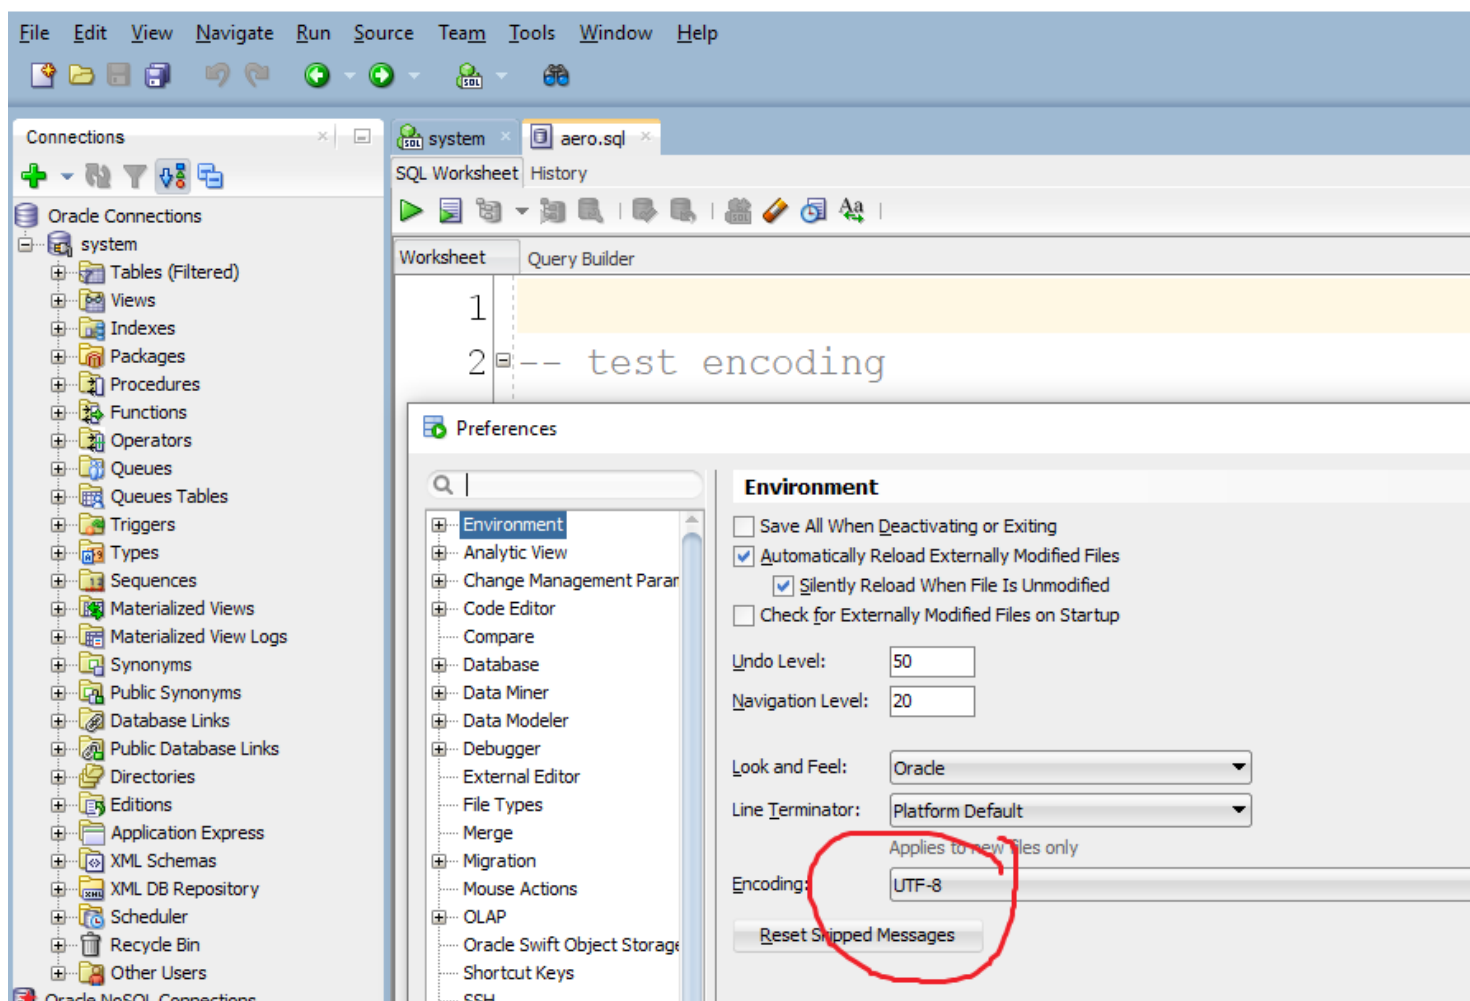 File Edit View Navigate Run Source Team Tools Window Help
Connections
system
aero.sql
SQL Worksheet History
Oracle Connections
system
Tables (Filtered)
Views
Indexes
Packages
Procedures
Functions
Operators
Queues
Queues Tables
Triggers
Types
Sequences
Materialized Views
Materialized View Logs
Synonyms
Public Synonyms
Database Links
Public Database Links
Directories
Editions
Application Express
XML Schemas
XML DB Repository
Scheduler
Recycle Bin
Other Users
Oracle NoSQL Connections
Worksheet Query Builder
1
2 -- test encoding
Preferences
Environment
Analytic View
Change Management Param
Code Editor
Compare
Database
Data Miner
Data Modeler
Debugger
External Editor
File Types
Merge
Migration
Mouse Actions
OLAP
Oracle Swift Object Storage
Shortcut Keys
SSH
Environment
Save All When Deactivating or Exiting
Automatically Reload Externally Modified Files
Silently Reload When File Is Unmodified
Check for Externally Modified Files on Startup
Undo Level: 50
Navigation Level: 20
Look and Feel: Oracle
Line Terminator: Platform Default
Applies to new files only
Encoding: UTF-8
Reset Skipped Messages